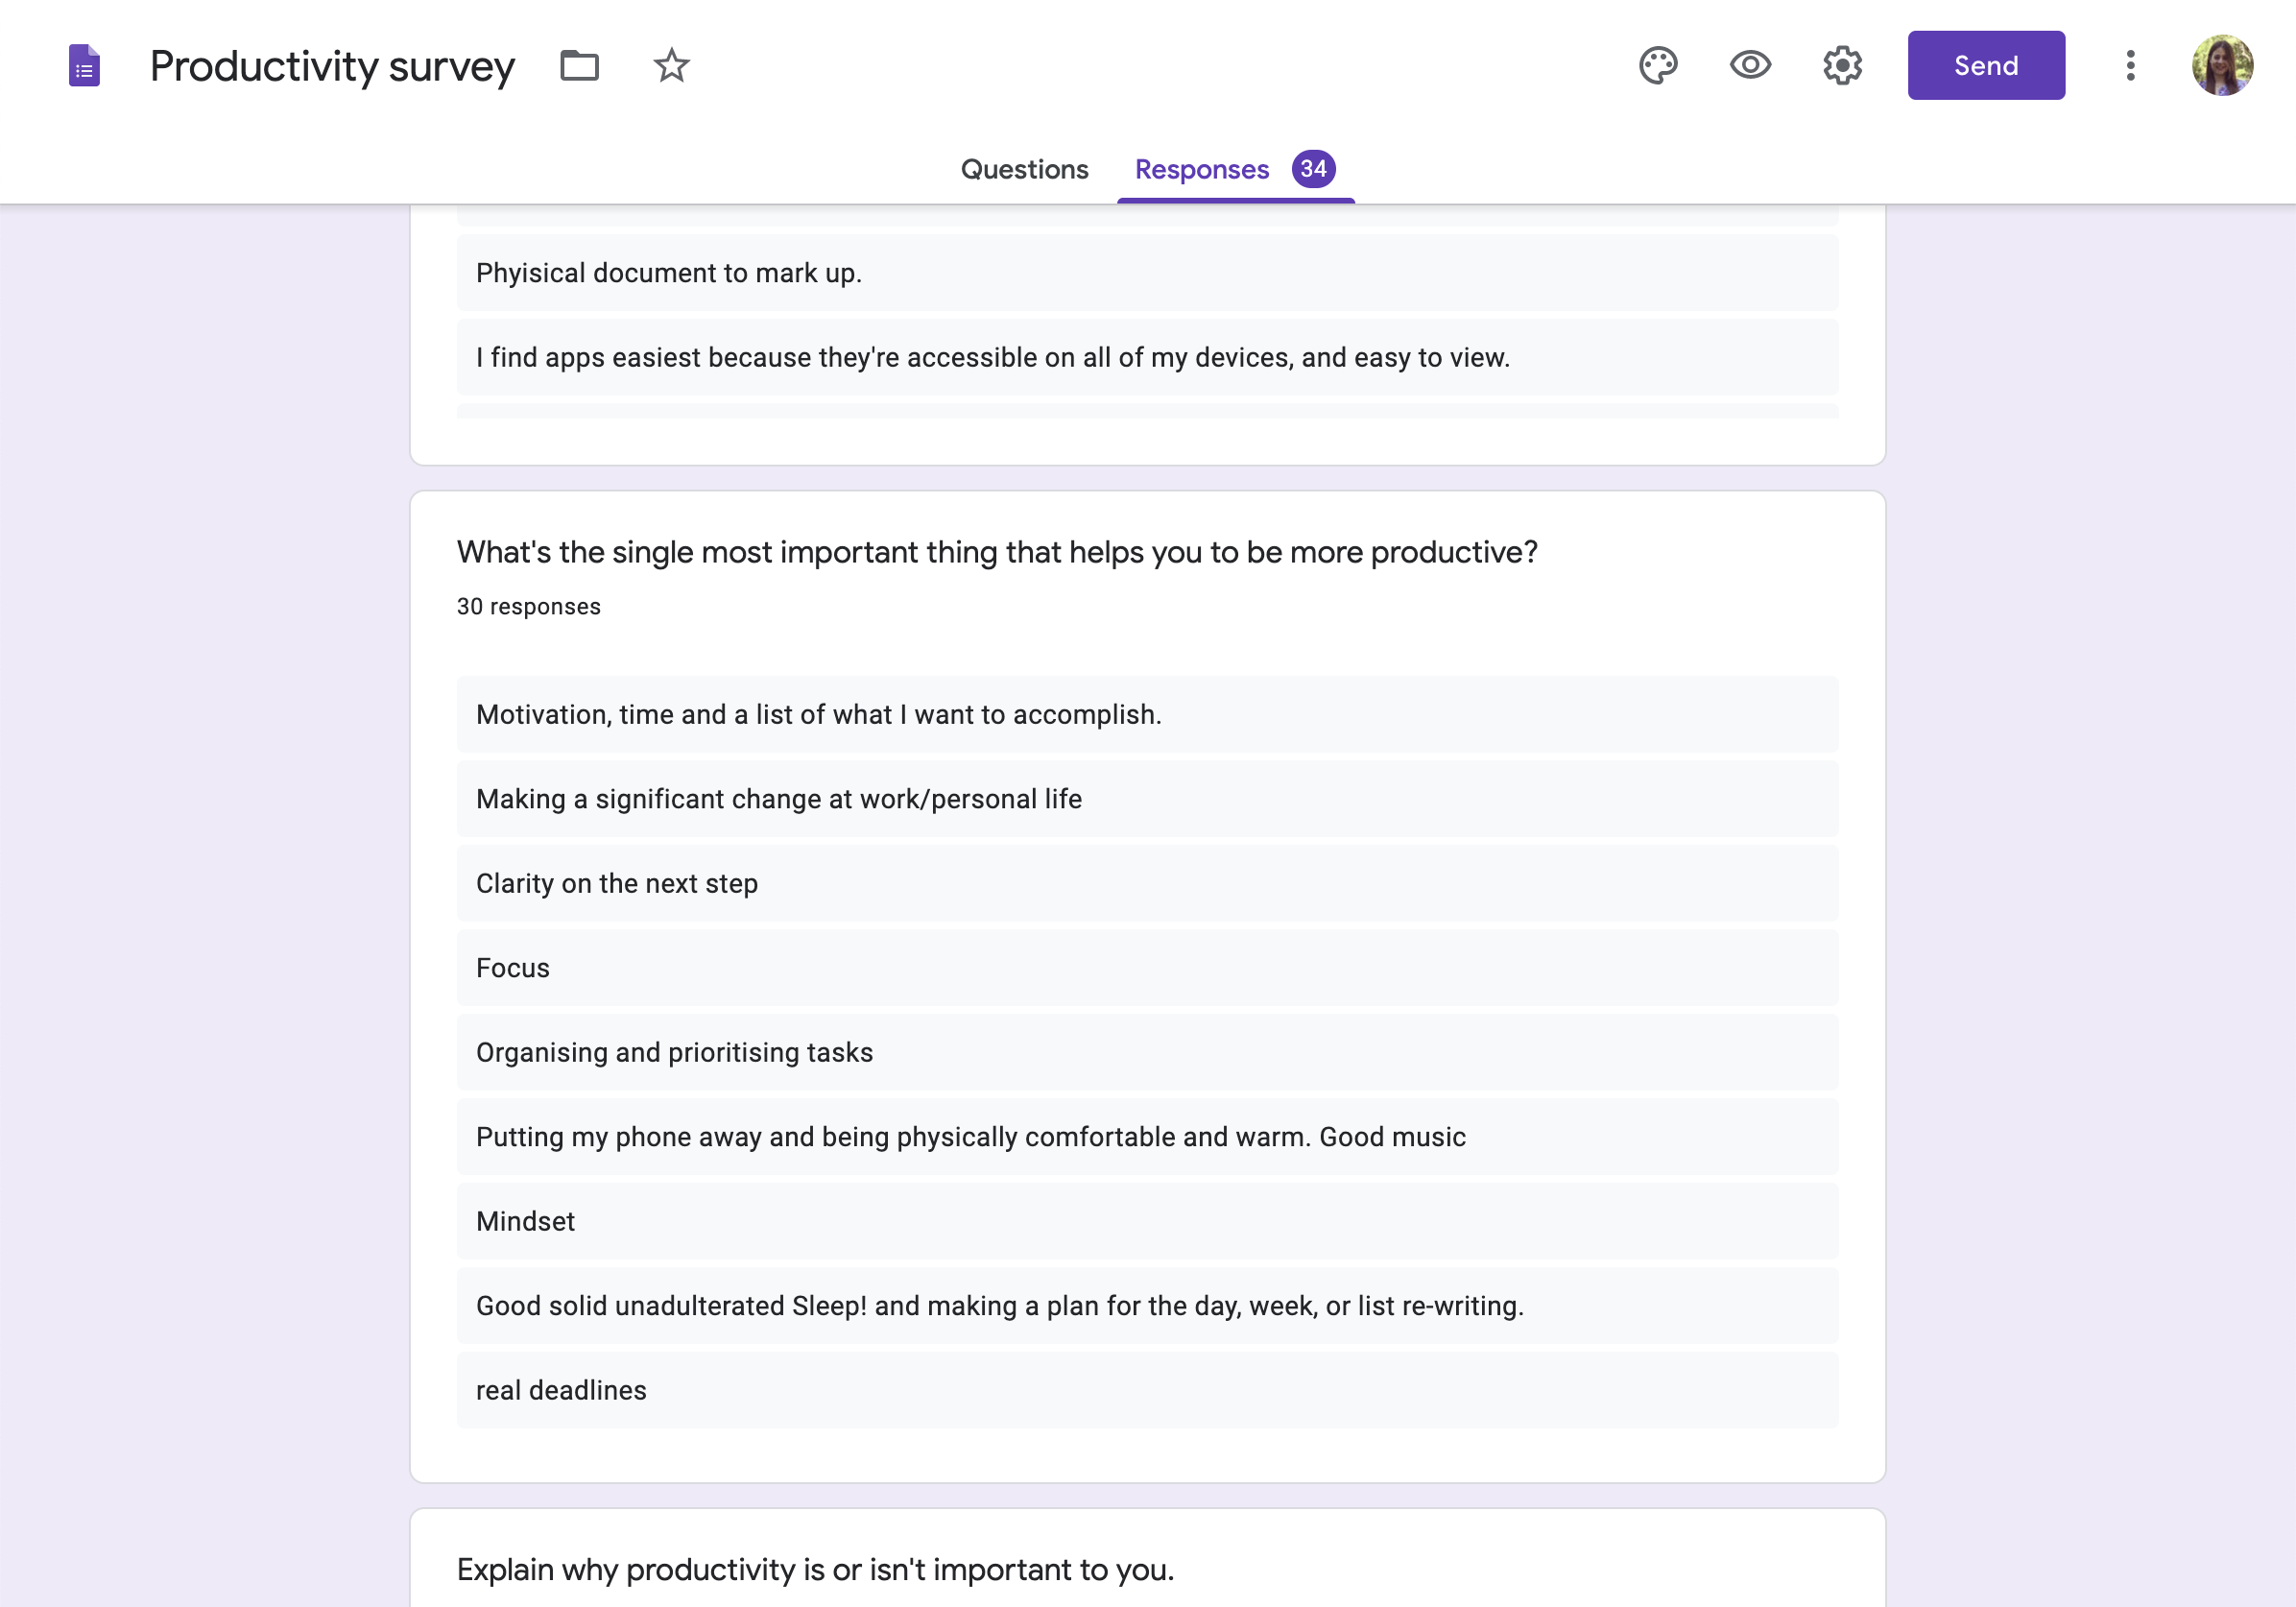 Productivity survey
Send
Questions
Responses 34
Phyisical document to mark up.
I find apps easiest because they're accessible on all of my devices, and easy to view.
What's the single most important thing that helps you to be more productive?
30 responses
Motivation, time and a list of what I want to accomplish.
Making a significant change at work/personal life
Clarity on the next step
Focus
Organising and prioritising tasks
Putting my phone away and being physically comfortable and warm. Good music
Mindset
Good solid unadulterated Sleep! and making a plan for the day, week, or list re-writing.
real deadlines
Explain why productivity is or isn't important to you.